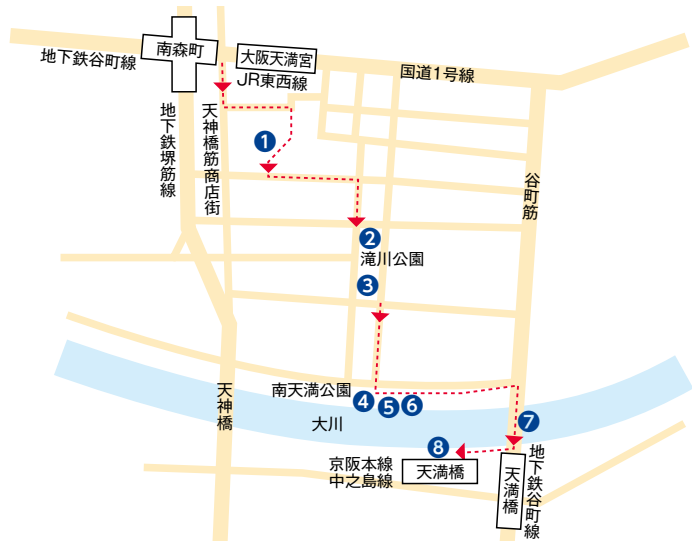 南森町
大阪天満宮
地下鉄谷町線
JR東西線
国道1号線
地下鉄堺筋線
天神橋筋商店街
1
谷町筋
2
滝川公園
3
天神橋
南天満公園
4
5
6
大川
7
8
京阪本線
中之島線
天満橋
天満橋
地下鉄谷町線